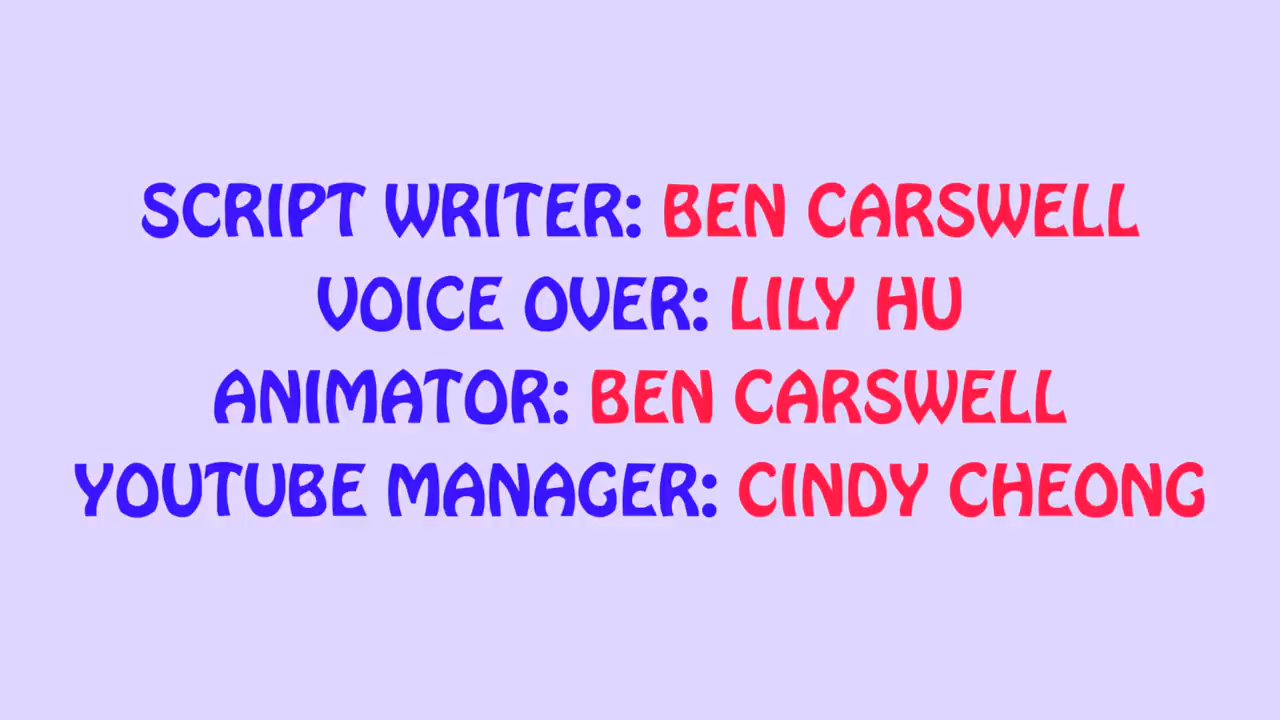 SCRIPT WRITER: BEN CARSWELL
VOICE OVER: LILY HU
ANIMATOR: BEN CARSWELL
YOUTUBE MANAGER: CINDY CHEONG